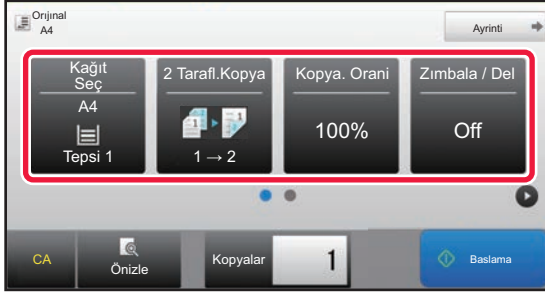 Orıjınal
A4
Ayrinti
Kağıt
Seç
A4
Tepsi 1
2 Tarafl.Kopya
1 → 2
Kopya. Orani
100%
Zımbala / Del
Off
CA
Önizle
Kopyalar
1
Baslama